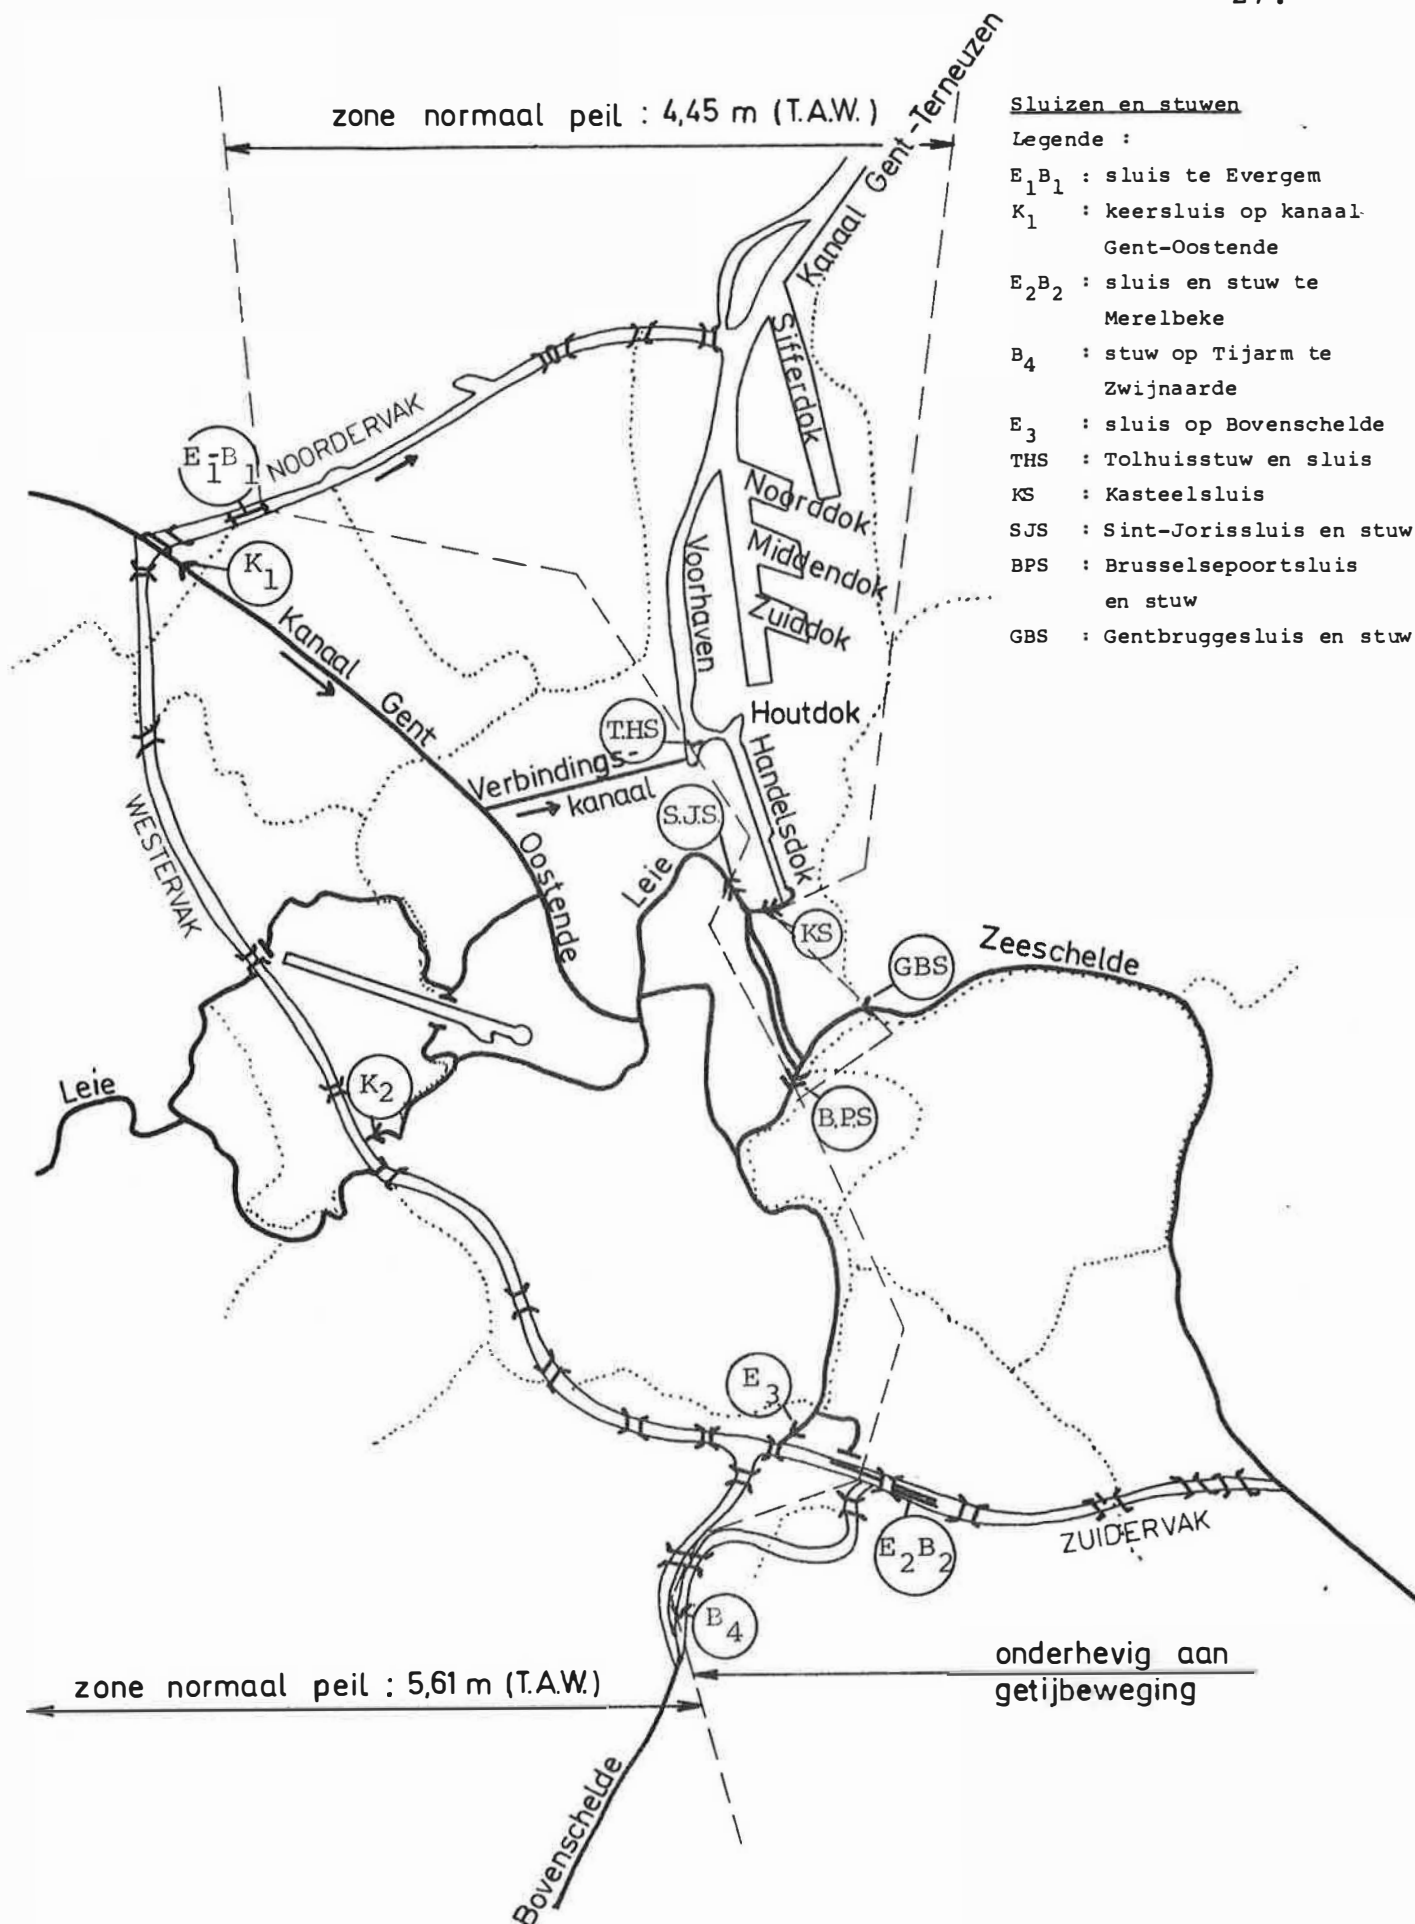 27.
zone normaal peil : 4,45 m (T.A.W.)
Kanaal Gent-Terneuzen
Sluizen en stuwen
Legende :
E1B1 : sluis te Evergem
K1 : keersluis op kanaal
Gent-Oostende
E2B2 : sluis en stuw te
Merelbeke
B4 : stuw op Tijarm te
Zwijnaarde
E3 : sluis op Bovenschelde
THS : Tolhuisstuw en sluis
KS : Kasteelsluis
SJS : Sint-Jorissluis en stuw
BPS : Brusselsepoortsluis
en stuw
GBS : Gentbruggesluis en stuw
Sifferdok
E1-B1
NOORDERVAK
Noorddok
K1
Voorhaven
Middendok
Zuiddok
Kanaal
Gent
Oostende
T.H.S
Houtdok
Verbindings-
kanaal
Handelsdok
WESTERVAK
S.J.S.
Leie
KS
GBS
Zeeschelde
Leie
K2
B.P.S
E3
E2B2
ZUIDERVAK
B4
zone normaal peil : 5,61 m (T.A.W.)
onderhevig aan
getijbeweging
Bovenschelde